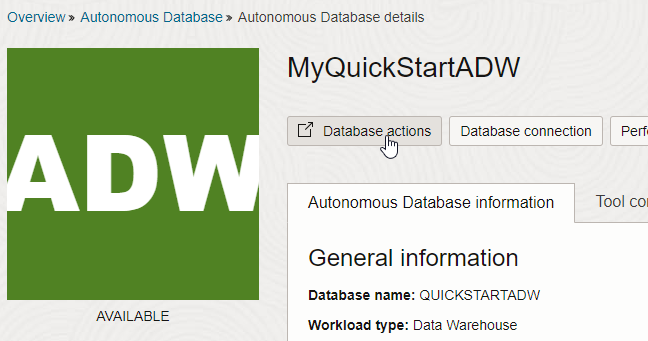 Overview » Autonomous Database » Autonomous Database details
ADW
AVAILABLE
MyQuickStartADW
Database actions
Database connection
Perf
Autonomous Database information
Tool co
General information
Database name: QUICKSTARTADW
Workload type: Data Warehouse